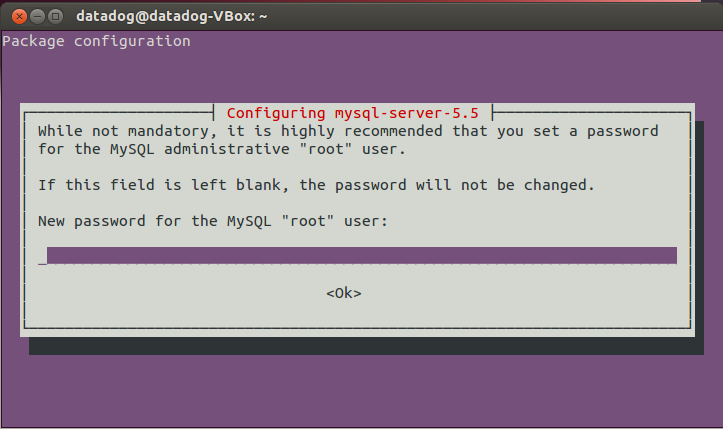 datadog@datadog-VBox: ~
Package configuration
Configuring mysql-server-5.5
While not mandatory, it is highly recommended that you set a password
for the MySQL administrative "root" user.
If this field is left blank, the password will not be changed.
New password for the MySQL "root" user:
<Ok>